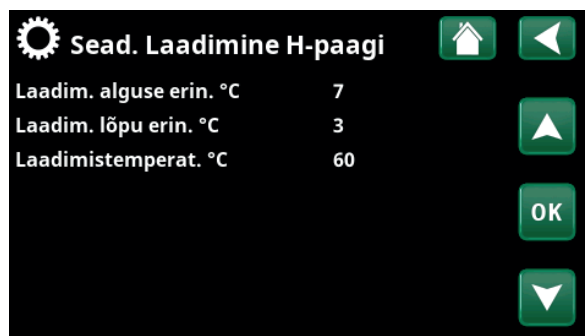 Sead. Laadimine H-paagi
Laadim. alguse erin. °C 7
Laadim. lõpu erin. °C 3
Laadimistemperat. °C 60
OK